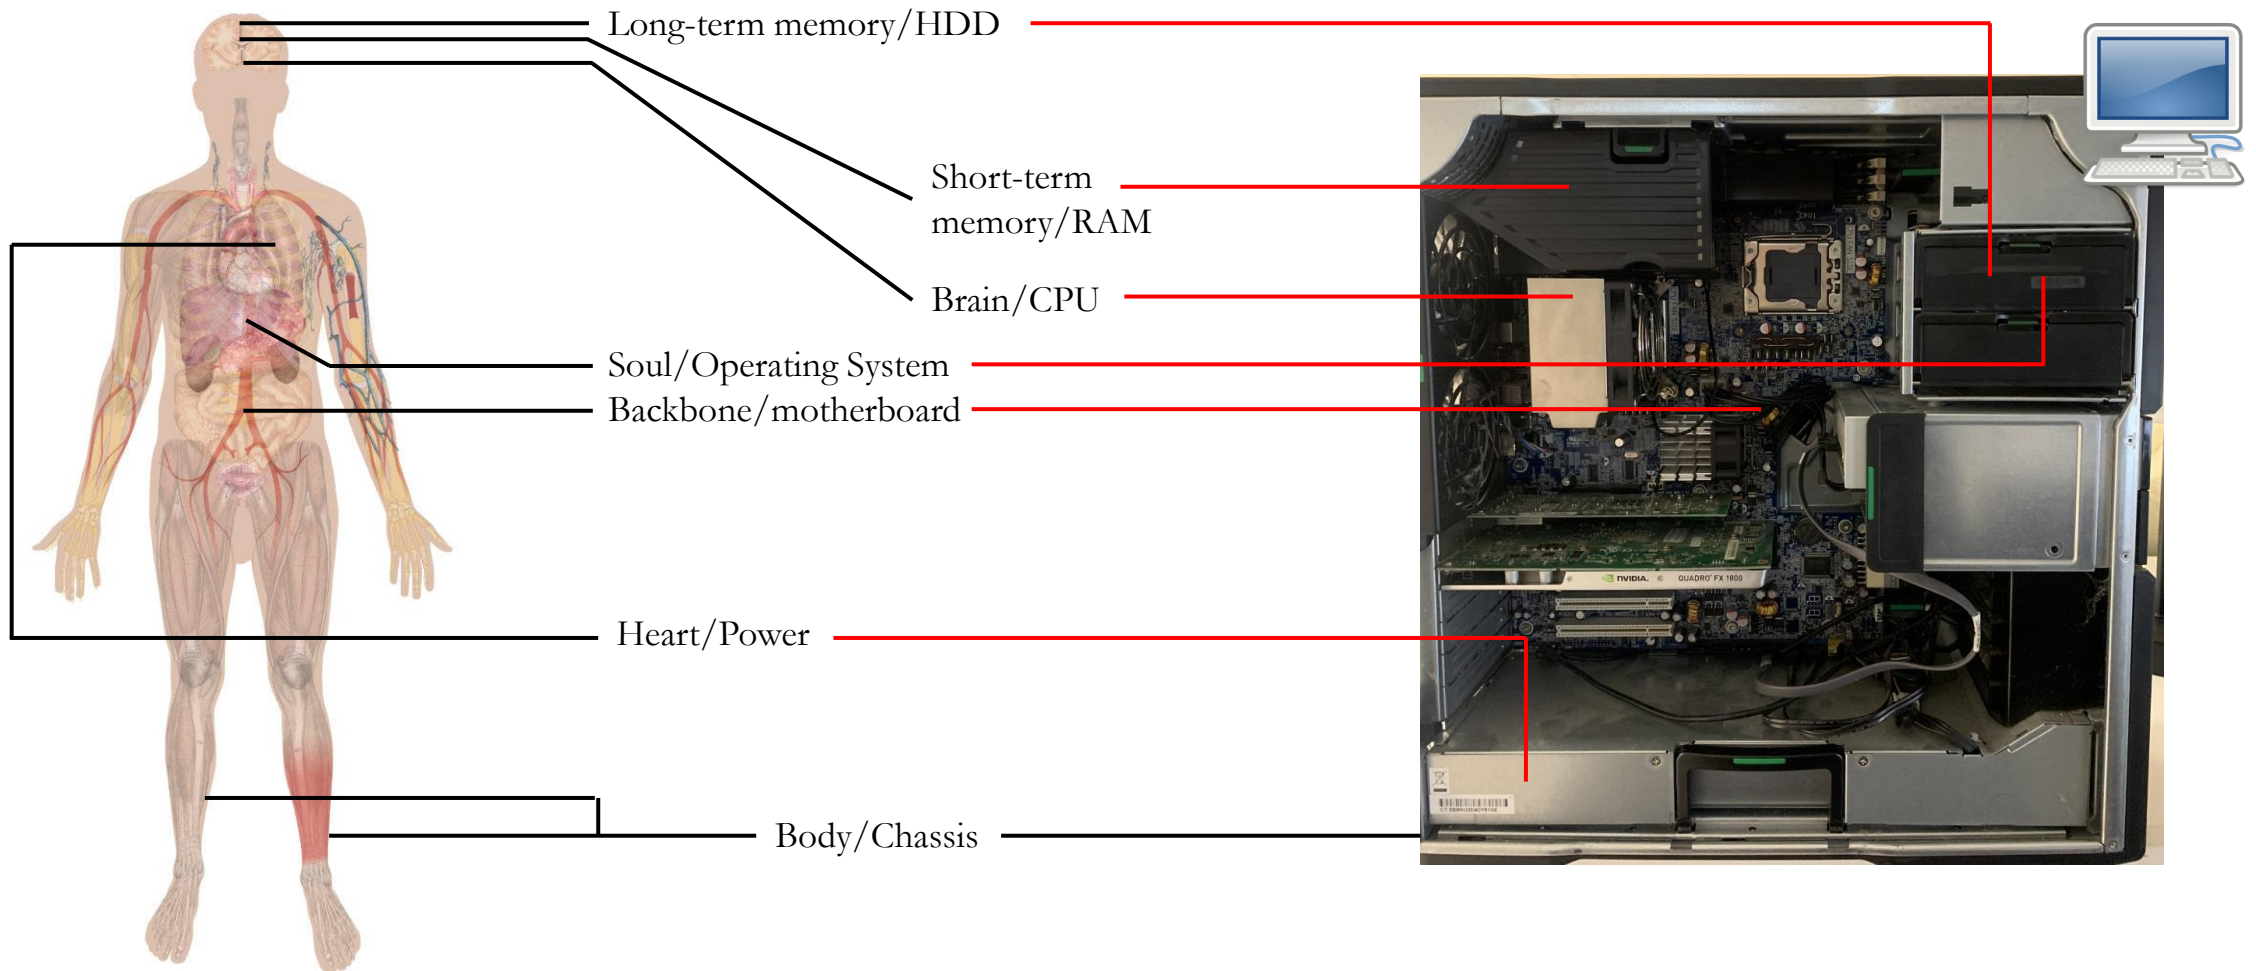 Long-term memory/HDD
Short-term
memory/RAM
Brain/CPU
Soul/Operating System
Backbone/motherboard
Heart/Power
Body/Chassis
CPU1
NVIDIA.
QUADRO® FX 1800